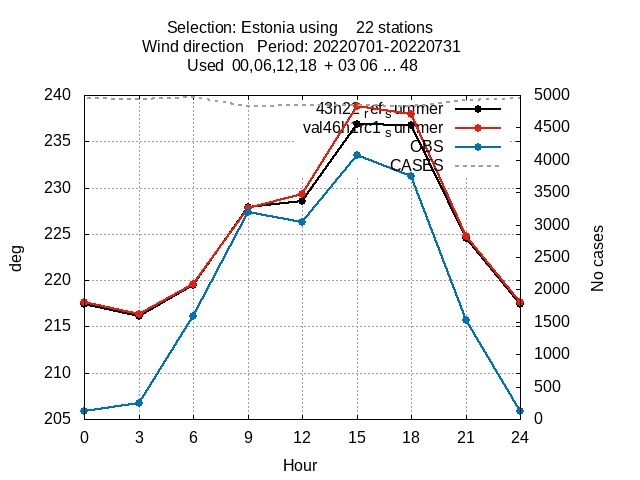 Selection: Estonia using    22 stations
Wind direction   Period: 20220701-20220731
Used  00,06,12,18  + 03 06 ... 48
240
235
230
225
220
215
210
205
deg
5000
4500
4000
3500
3000
2500
2000
1500
1000
500
0
No cases
43h22_ref_summer
val46h1rc1_summer
OBS
CASES
0 3 6 9 12 15 18 21 24
Hour